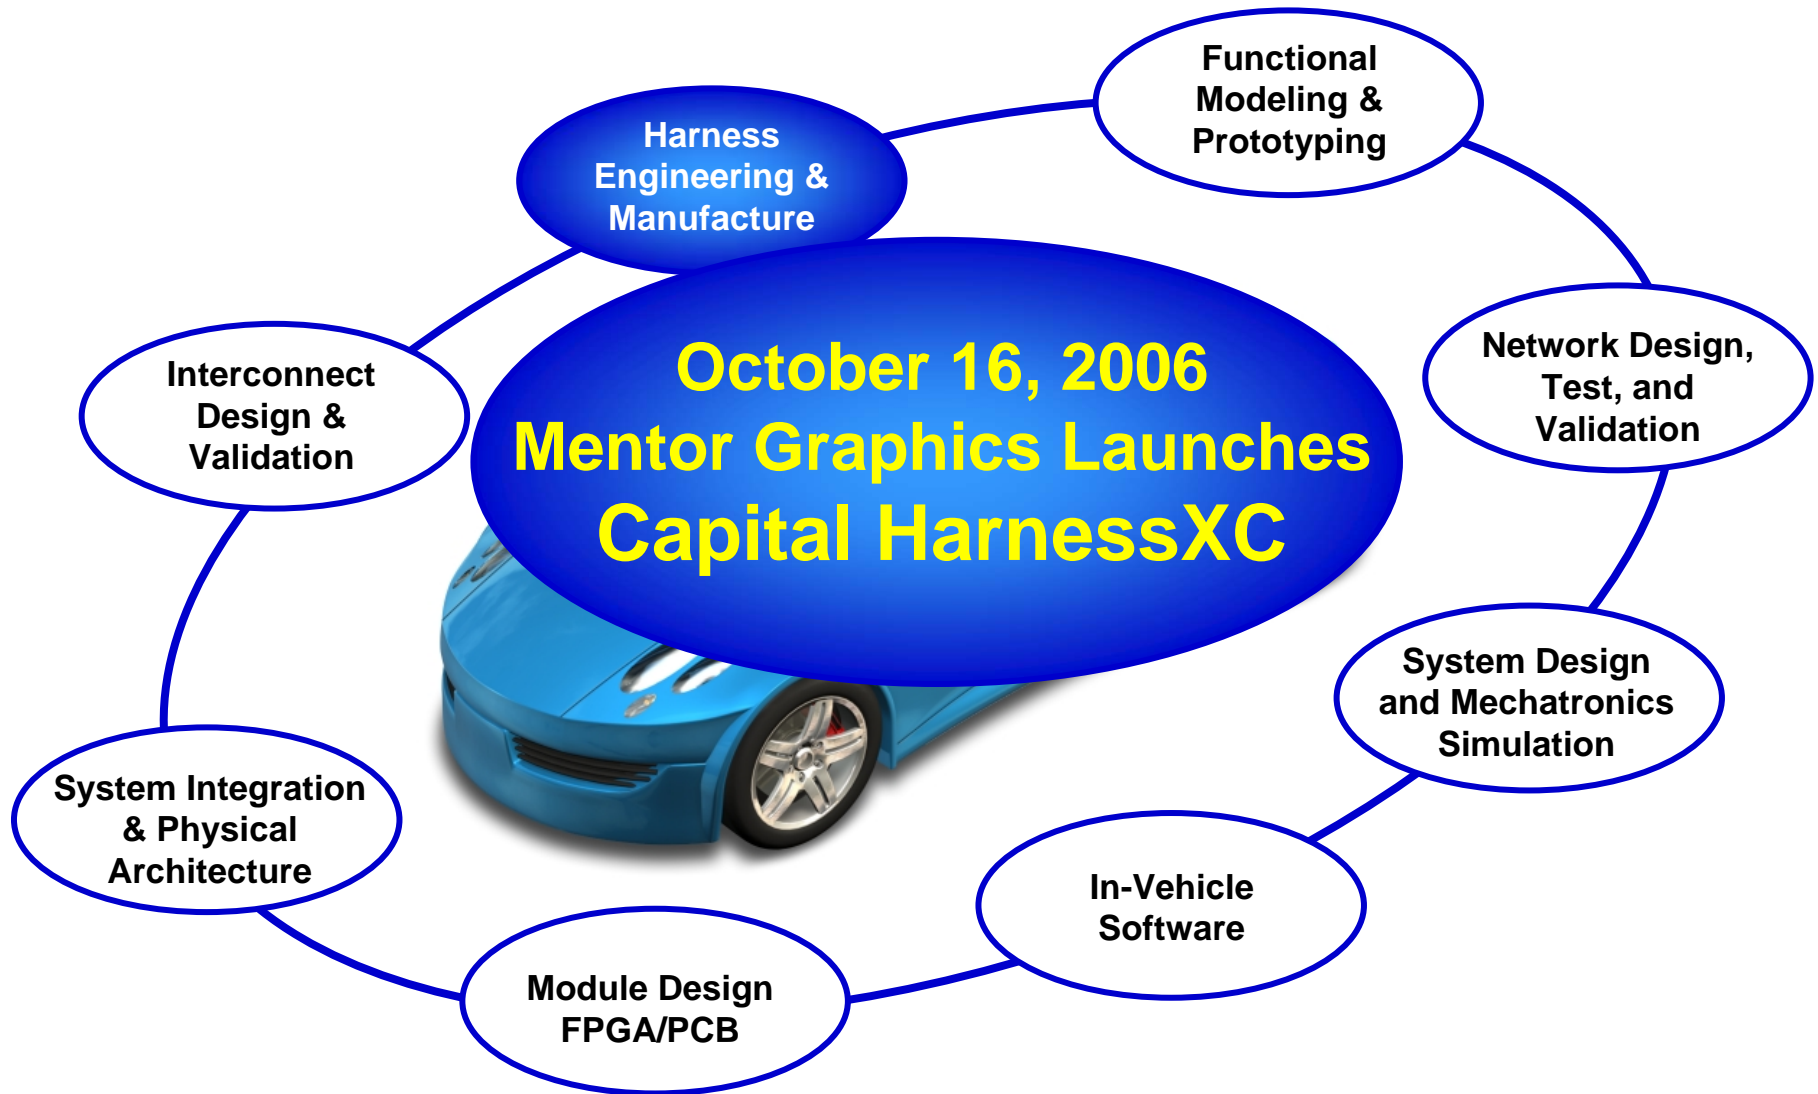 Functional
Modeling &
Prototyping
Harness
Engineering &
Manufacture
Network Design,
Test, and
Validation
October 16, 2006
Mentor Graphics Launches
Capital HarnessXC
Interconnect
Design &
Validation
System Design
and Mechatronics
Simulation
System Integration
& Physical
Architecture
In-Vehicle
Software
Module Design
FPGA/PCB